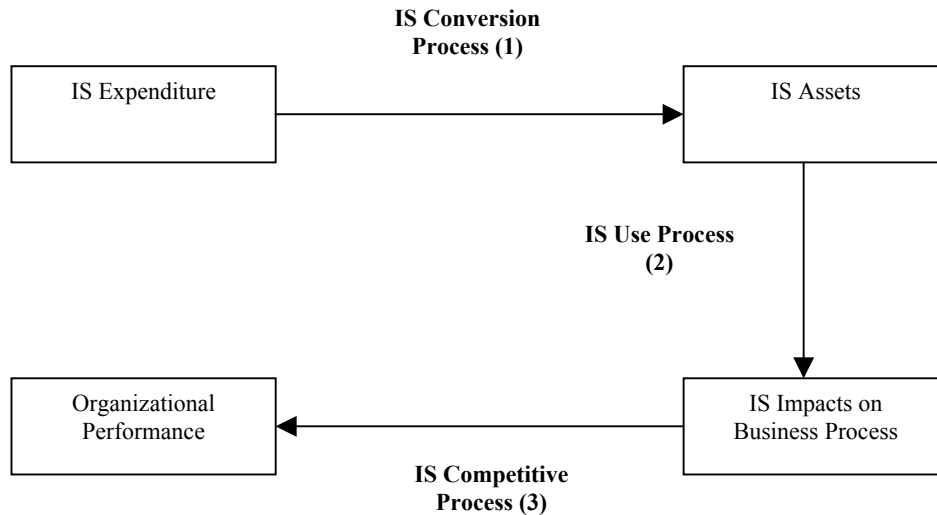 IS Conversion
Process (1)
IS Expenditure
IS Assets
IS Use Process
(2)
Organizational
Performance
IS Impacts on
Business Process
IS Competitive
Process (3)